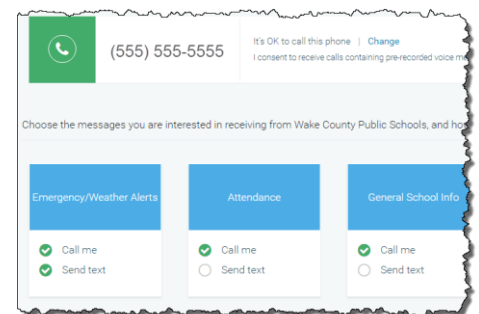 (555) 555-5555
It's OK to call this phone | Change
I consent to receive calls containing pre-recorded voice
Choose the messages you are interested in receiving from Wake County Public Schools, and
Emergency/Weather Alerts
Attendance
General School Info
Call me
Send text
Call me
Send text
Call me
Send text